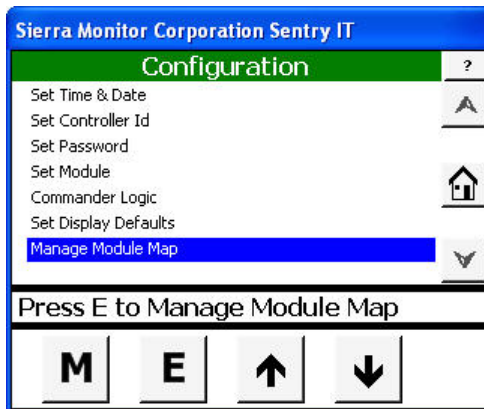 Sierra Monitor Corporation Sentry IT
Configuration
?
Set Time & Date
Set Controller Id
Set Password
Set Module
Commander Logic
Set Display Defaults
Manage Module Map
Press E to Manage Module Map
M E